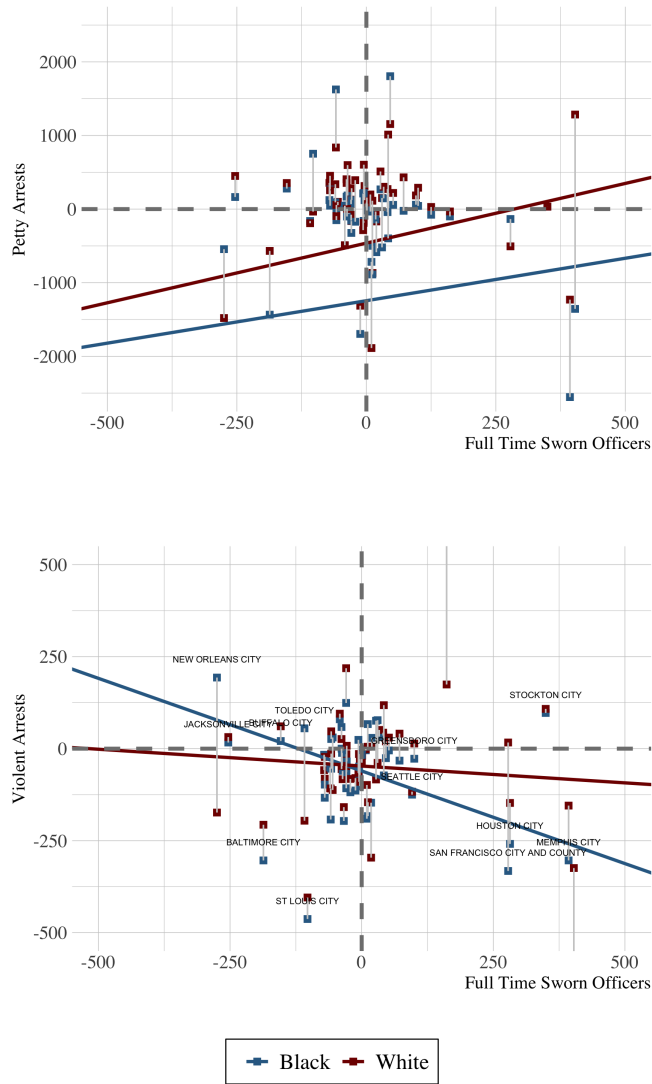 Petty Arrests
2000
1000
0
-1000
-2000
-500
-250
0
250
500
Full Time Sworn Officers
Violent Arrests
500
250
0
-250
-500
NEW ORLEANS CITY
STOCKTON CITY
TOLEDO CITY
JACKSONVILLE CITY
BUFFALO CITY
GREENSBORO CITY
SEATTLE CITY
HOUSTON CITY
BALTIMORE CITY
MEMPHIS CITY
SAN FRANCISCO CITY AND COUNTY
ST LOUIS CITY
-500
-250
0
250
500
Full Time Sworn Officers
Black
White